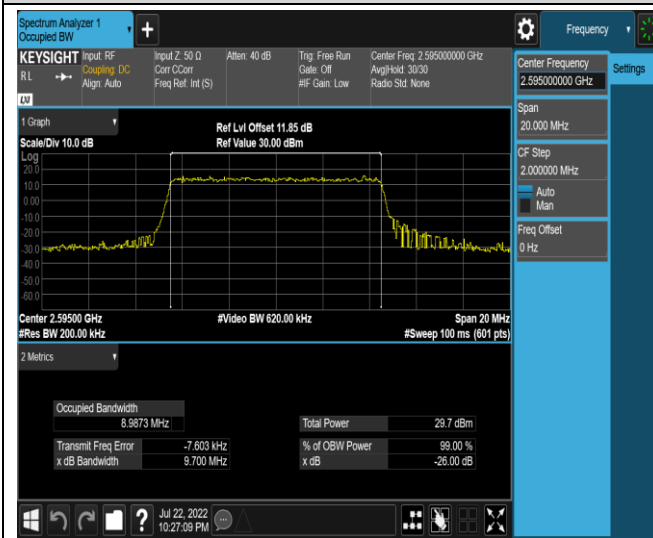 Spectrum Analyzer 1
Occupied BW
+
Frequency
KEYSIGHT
RL
LXI
Input: RF
Coupling: DC
Align: Auto
Input Z: 50 Ω
Corr CCorr
Freq Ref: Int (S)
Atten: 40 dB
Trig: Free Run
Gate: Off
#IF Gain: Low
Center Freq: 2.595000000 GHz
Avg|Hold: 30/30
Radio Std: None
Center Frequency
2.595000000 GHz
Settings
Span
20.000 MHz
CF Step
2.000000 MHz
Auto
Man
Freq Offset
0 Hz
1 Graph
Scale/Div 10.0 dB
Ref Lvl Offset 11.85 dB
Ref Value 30.00 dBm
Log
20.0
10.0
0.00
-10.0
-20.0
-30.0
-40.0
-50.0
-60.0
Center 2.59500 GHz
#Res BW 200.00 kHz
#Video BW 620.00 kHz
Span 20 MHz
#Sweep 100 ms (601 pts)
2 Metrics
Occupied Bandwidth
8.9873 MHz
Total Power 29.7 dBm
Transmit Freq Error -7.603 kHz
% of OBW Power 99.00 %
x dB Bandwidth 9.700 MHz
x dB -26.00 dB
?
Jul 22, 2022
10:27:09 PM